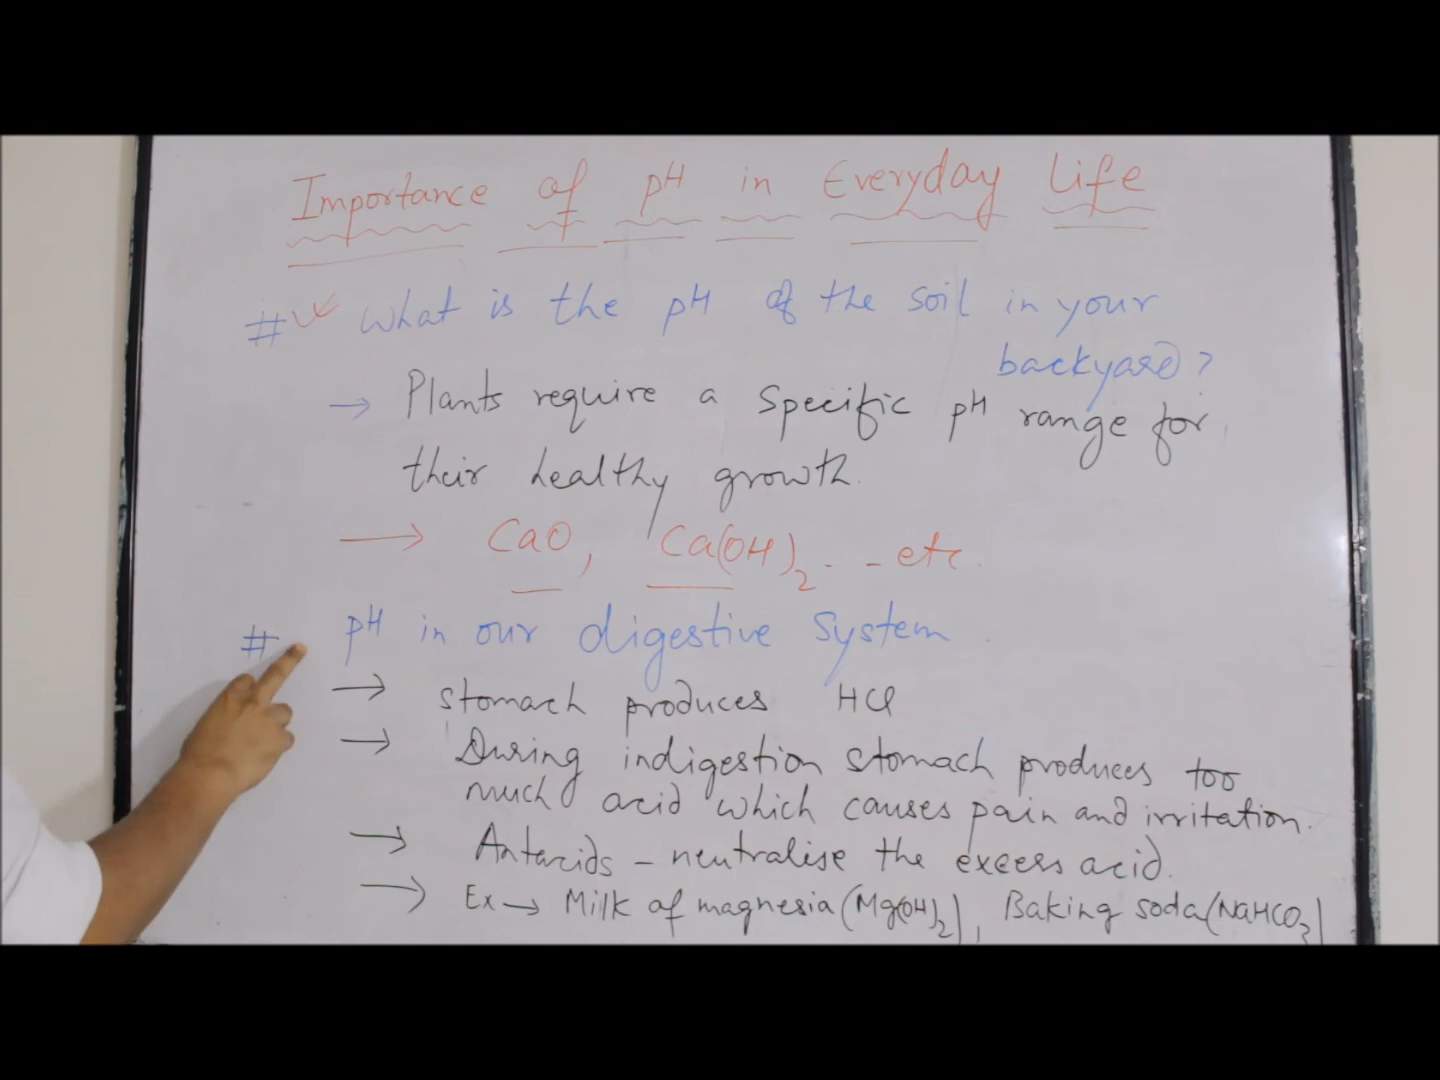 Importance of pH in Everyday Life
# What is the pH of the soil in your
backyard?
→ Plants require a specific pH range for
their healthy growth.
→ CaO, Ca(OH)2 - - etc.
# pH in our digestive system.
→ stomach produces HCl
→ During indigestion stomach produces too
much acid which causes pain and irritation.
→ Antacids - neutralise the excess acid.
→ Ex → Milk of magnesia (Mg(OH)2), Baking soda (NaHCO3)